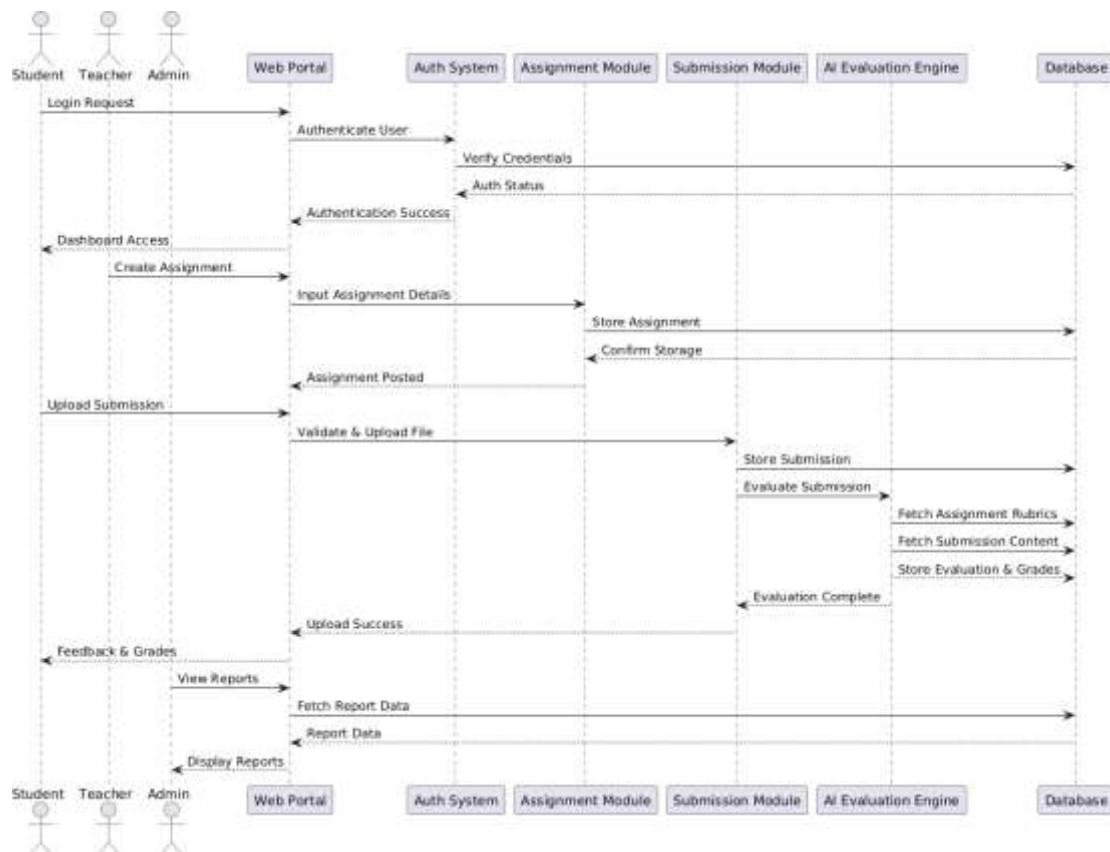 Student Teacher Admin Web Portal Auth System Assignment Module Submission Module AI Evaluation Engine Database
Login Request
Authenticate User
Verify Credentials
Auth Status
Authentication Success
Dashboard Access
Create Assignment
Input Assignment Details
Store Assignment
Confirm Storage
Assignment Posted
Upload Submission
Validate & Upload File
Store Submission
Evaluate Submission
Fetch Assignment Rubrics
Fetch Submission Content
Store Evaluation & Grades
Evaluation Complete
Upload Success
Feedback & Grades
View Reports
Fetch Report Data
Report Data
Display Reports
Student Teacher Admin Web Portal Auth System Assignment Module Submission Module AI Evaluation Engine Database